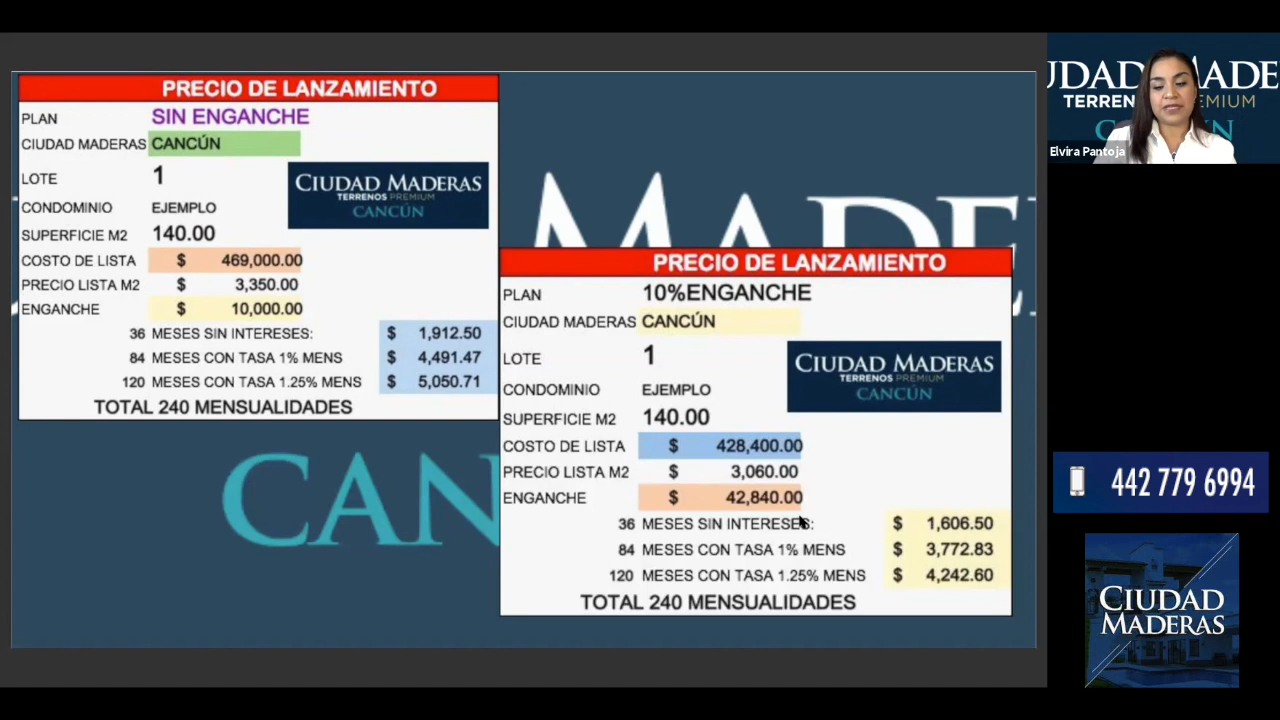 PRECIO DE LANZAMIENTO
PLAN SIN ENGANCHE
CIUDAD MADERAS CANCÚN
LOTE 1
CIUDAD MADERAS
TERRENOS PREMIUM
CANCÚN
CONDOMINIO EJEMPLO
SUPERFICIE M2 140.00
COSTO DE LISTA $ 469,000.00
PRECIO LISTA M2 $ 3,350.00
ENGANCHE $ 10,000.00
36 MESES SIN INTERESES: $ 1,912.50
84 MESES CON TASA 1% MENS $ 4,491.47
120 MESES CON TASA 1.25% MENS $ 5,050.71
TOTAL 240 MENSUALIDADES
MADE
CAN
PRECIO DE LANZAMIENTO
PLAN 10%ENGANCHE
CIUDAD MADERAS CANCÚN
LOTE 1
CIUDAD MADERAS
TERRENOS PREMIUM
CANCÚN
CONDOMINIO EJEMPLO
SUPERFICIE M2 140.00
COSTO DE LISTA $ 428,400.00
PRECIO LISTA M2 $ 3,060.00
ENGANCHE $ 42,840.00
36 MESES SIN INTERESES: $ 1,606.50
84 MESES CON TASA 1% MENS $ 3,772.83
120 MESES CON TASA 1.25% MENS $ 4,242.60
TOTAL 240 MENSUALIDADES
UDAD MADE
TERREN EMIUM
C ÚN
Elvira Pantoja
442 779 6994
CIUDAD
MADERAS